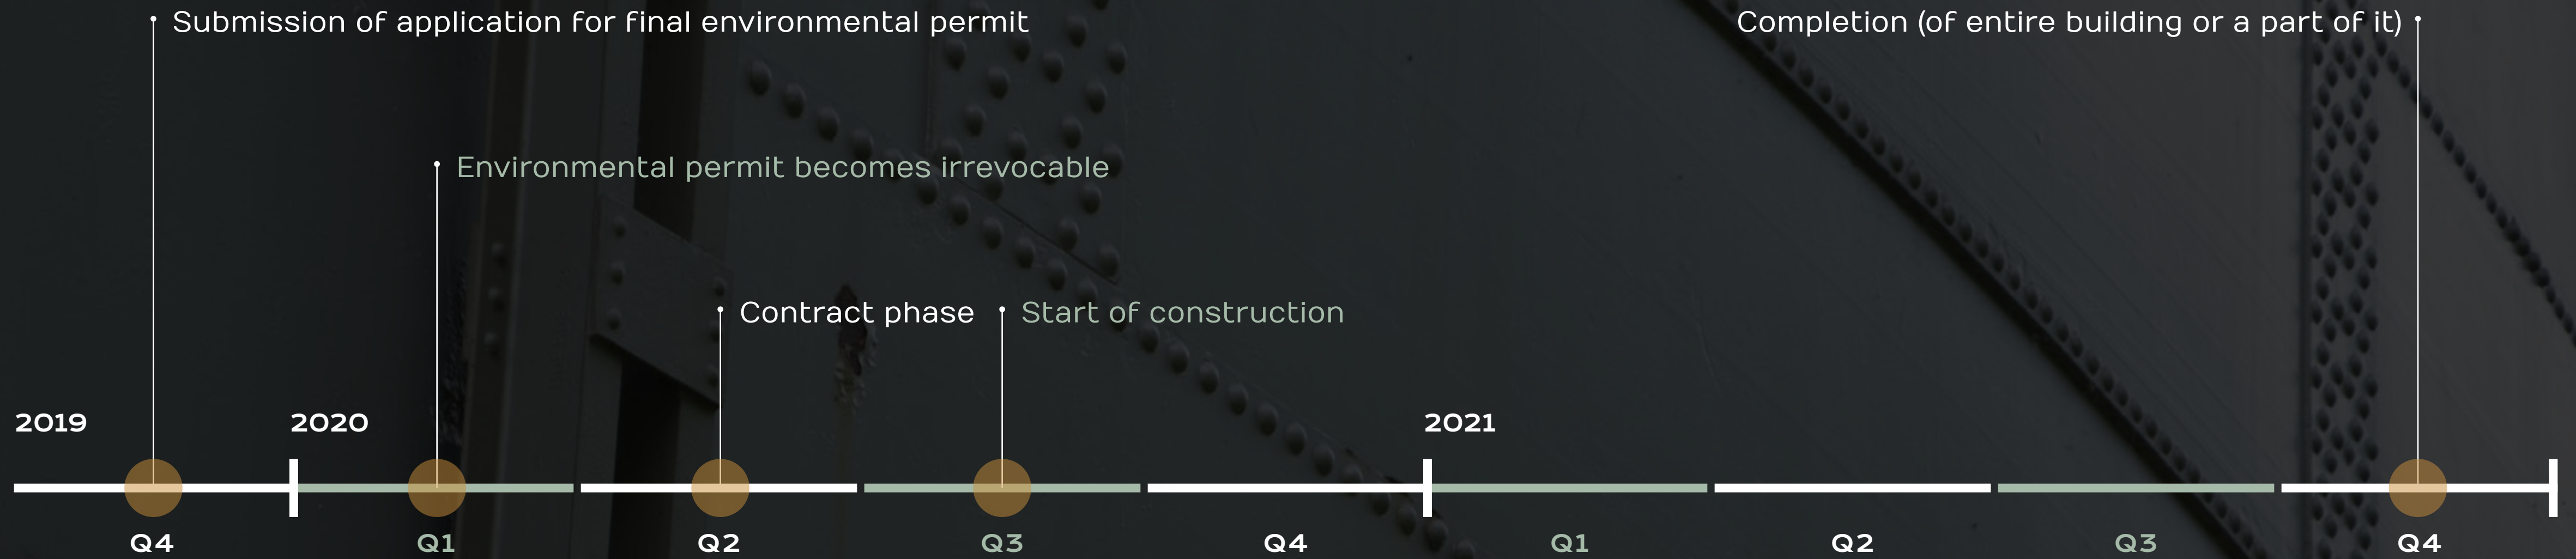 Submission of application for final environmental permit
Completion (of entire building or a part of it)
Environmental permit becomes irrevocable
Contract phase
Start of construction
2019
2020
2021
Q4
Q1
Q2
Q3
Q4
Q1
Q2
Q3
Q4